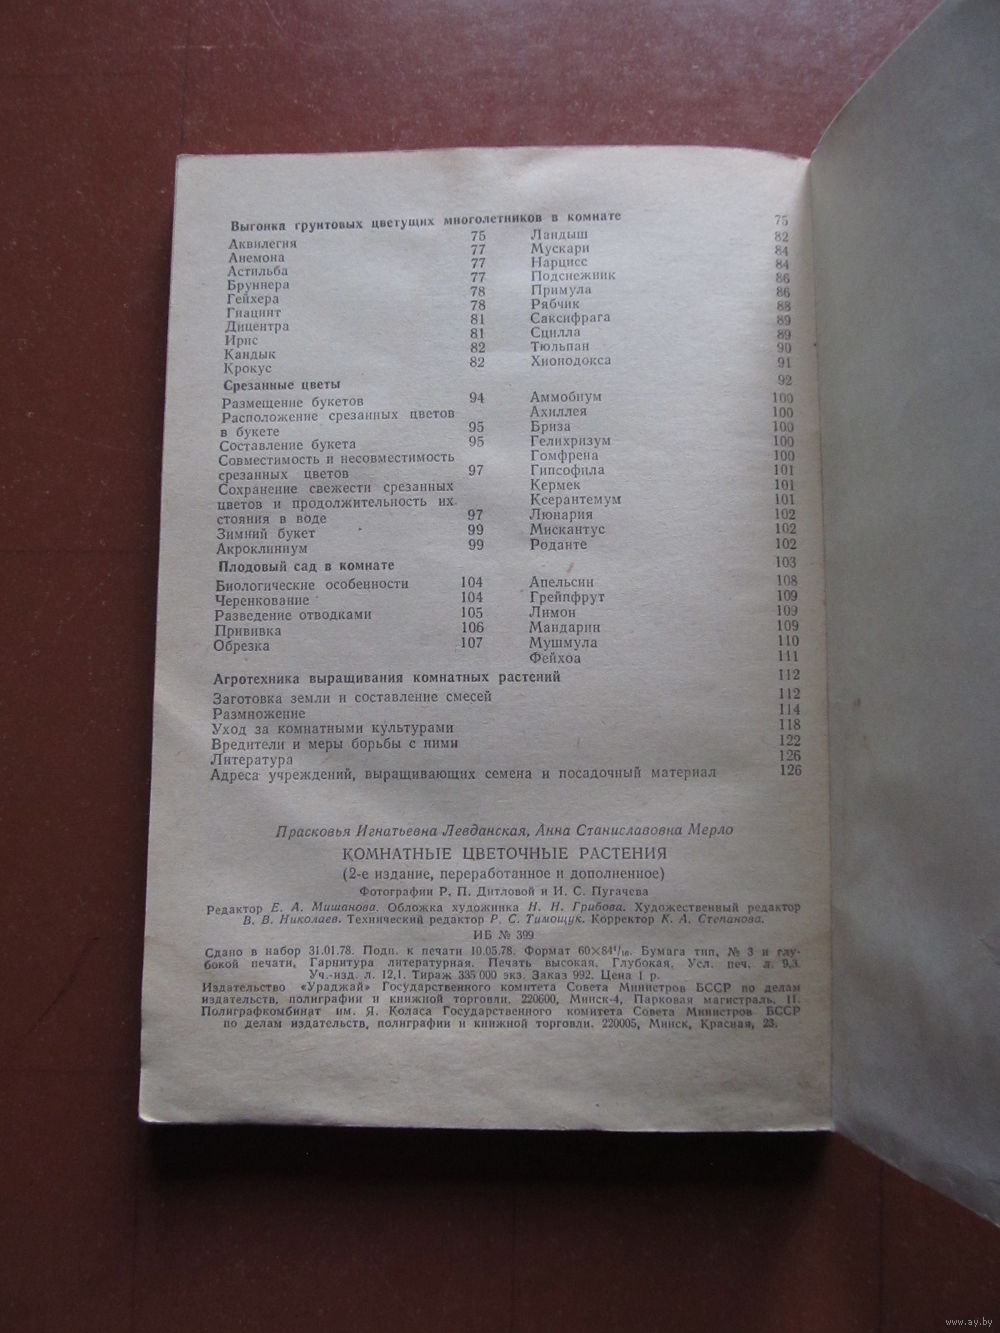 Выгонка грунтовых цветущих многолетников в комнате 75
Аквилегия 75
Анемона 77
Астильба 77
Бруннера 77
Гейхера 78
Гиацинт 78
Дицентра 81
Ирис 81
Кандык 82
Крокус 82
Ландыш 82
Мускари 84
Нарцисс 84
Подснежник 86
Примула 86
Рябчик 88
Саксифрага 89
Сцилла 89
Тюльпан 90
Хионодокса 91
Срезанные цветы 92
Размещение букетов 94
Расположение срезанных цветов
в букете 95
Составление букета 95
Совместимость и несовместимость
срезанных цветов 97
Сохранение свежести срезанных
цветов и продолжительность их
стояния в воде 97
Зимний букет 99
Акроклиниум 99
Аммобиум 100
Ахиллея 100
Бриза 100
Гелихризум 100
Гомфрена 100
Гипсофила 101
Кермек 101
Ксерантемум 101
Люнария 102
Мискантус 102
Роданте 102
Плодовый сад в комнате 103
Биологические особенности 104
Черенкование 104
Разведение отводками 105
Прививка 106
Обрезка 107
Апельсин 108
Грейпфрут 109
Лимон 109
Мандарин 109
Мушмула 110
Фейхоа 111
Агротехника выращивания комнатных растений 112
Заготовка земли и составление смесей 112
Размножение 114
Уход за комнатными культурами 118
Вредители и меры борьбы с ними 122
Литература 126
Адреса учреждений, выращивающих семена и посадочный материал 126
Прасковья Игнатьевна Левданская, Анна Станиславовна Мерло
КОМНАТНЫЕ ЦВЕТОЧНЫЕ РАСТЕНИЯ
(2-е издание, переработанное и дополненное)
Фотографии Р. П. Дитловой и И. С. Пугачева
Редактор Е. А. Мишанова. Обложка художника Н. Н. Грибова. Художественный редактор
В. В. Николаев. Технический редактор Р. С. Тимощук. Корректор К. А. Степанова.
ИБ № 399
Сдано в набор 31.01.78. Подп. к печати 10.05.78. Формат 60×84¹/₁₆. Бумага тип. № 3 и глу-
бокой печати. Гарнитура литературная. Печать высокая. Глубокая. Усл. печ. л. 9,3.
Уч.-изд. л. 12,1. Тираж 335 000 экз. Заказ 992. Цена 1 р.
Издательство «Ураджай» Государственного комитета Совета Министров БССР по делам
издательств, полиграфии и книжной торговли. 220600, Минск-4, Парковая магистраль, 11.
Полиграфкомбинат им. Я. Коласа Государственного комитета Совета Министров БССР
по делам издательств, полиграфии и книжной торговли. 220005, Минск, Красная, 23.
www.ay.by